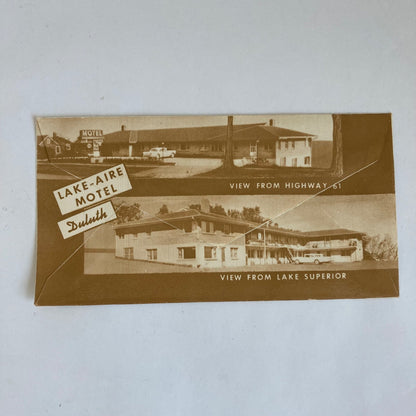 MOTEL
VIEW FROM HIGHWAY 61
LAKE-AIRE
MOTEL
Duluth
VIEW FROM LAKE SUPERIOR